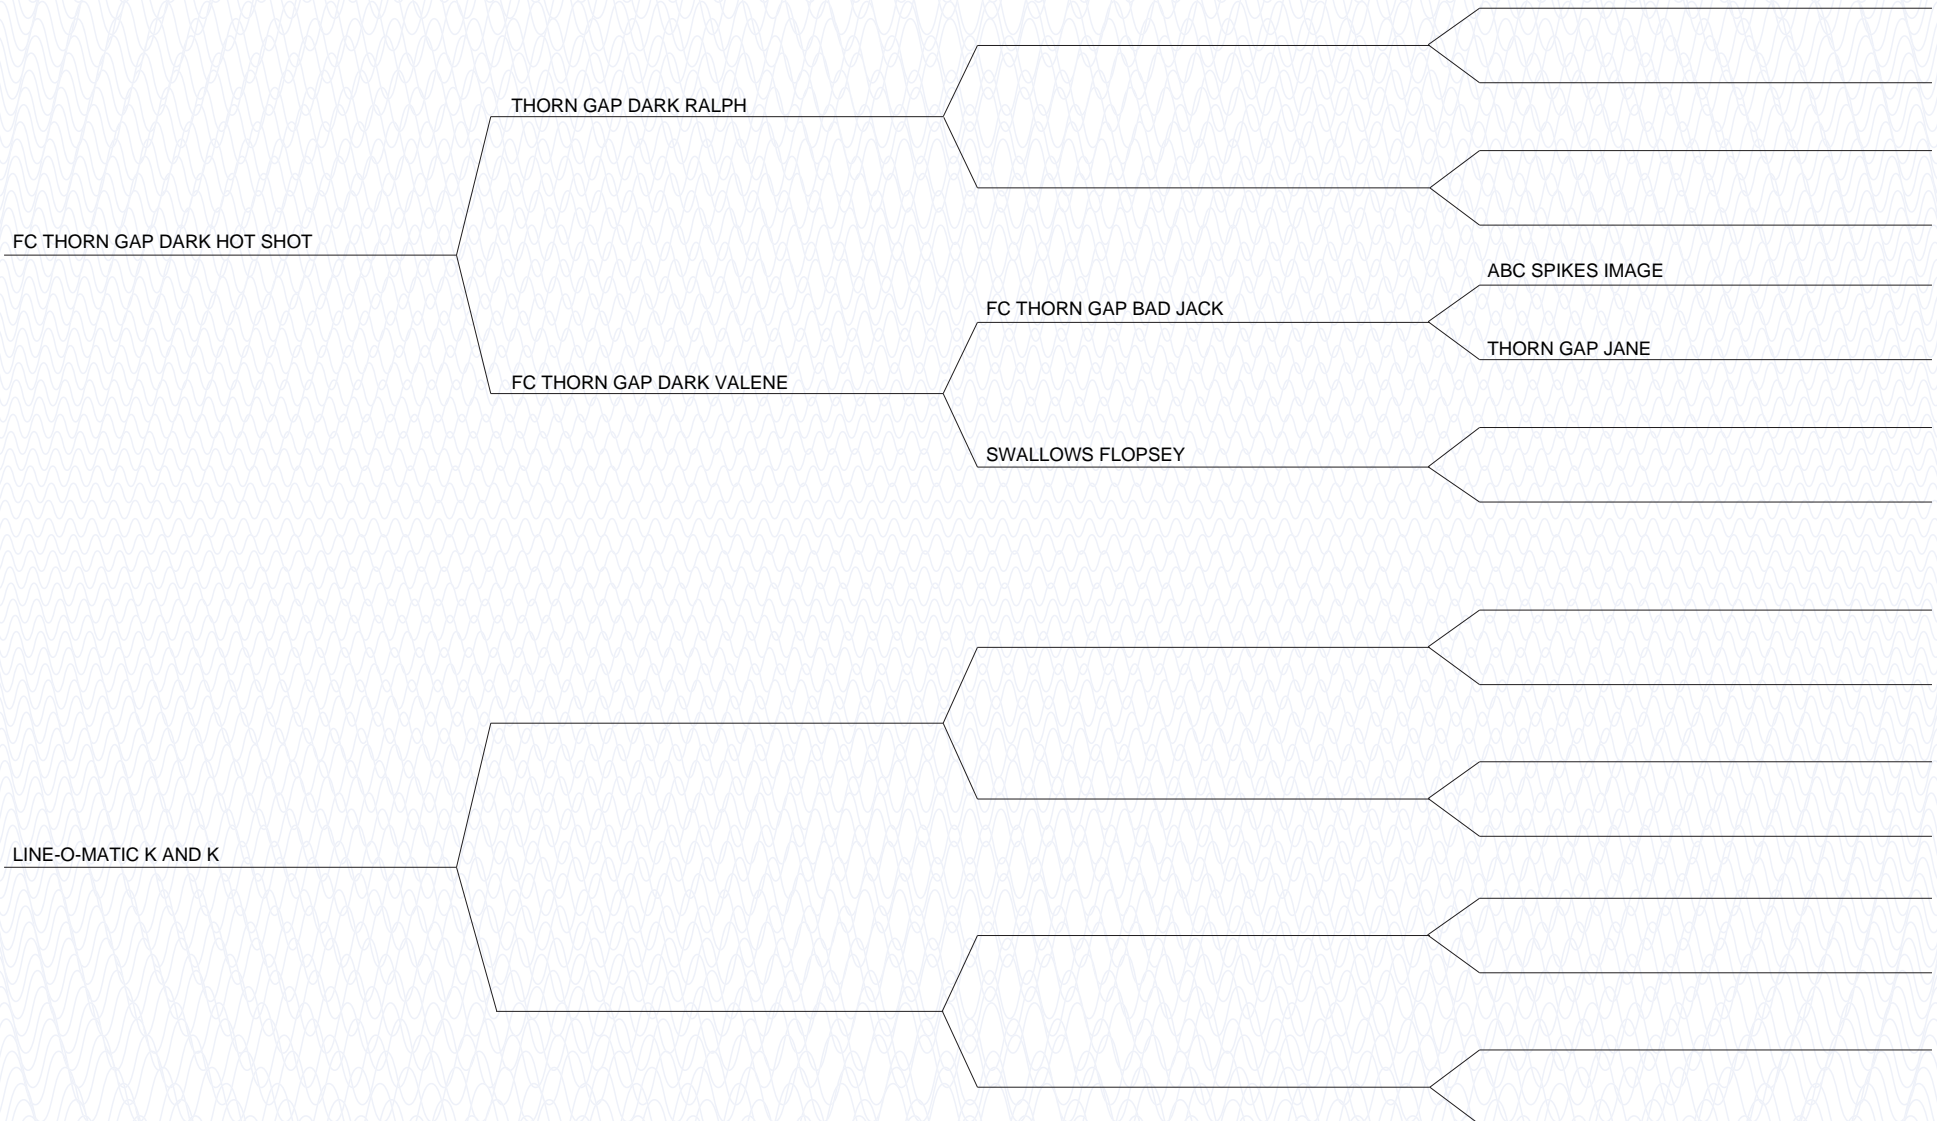 THORN GAP DARK RALPH
FC THORN GAP DARK HOT SHOT
ABC SPIKES IMAGE
FC THORN GAP BAD JACK
THORN GAP JANE
FC THORN GAP DARK VALENE
SWALLOWS FLOPSEY
LINE-O-MATIC K AND K